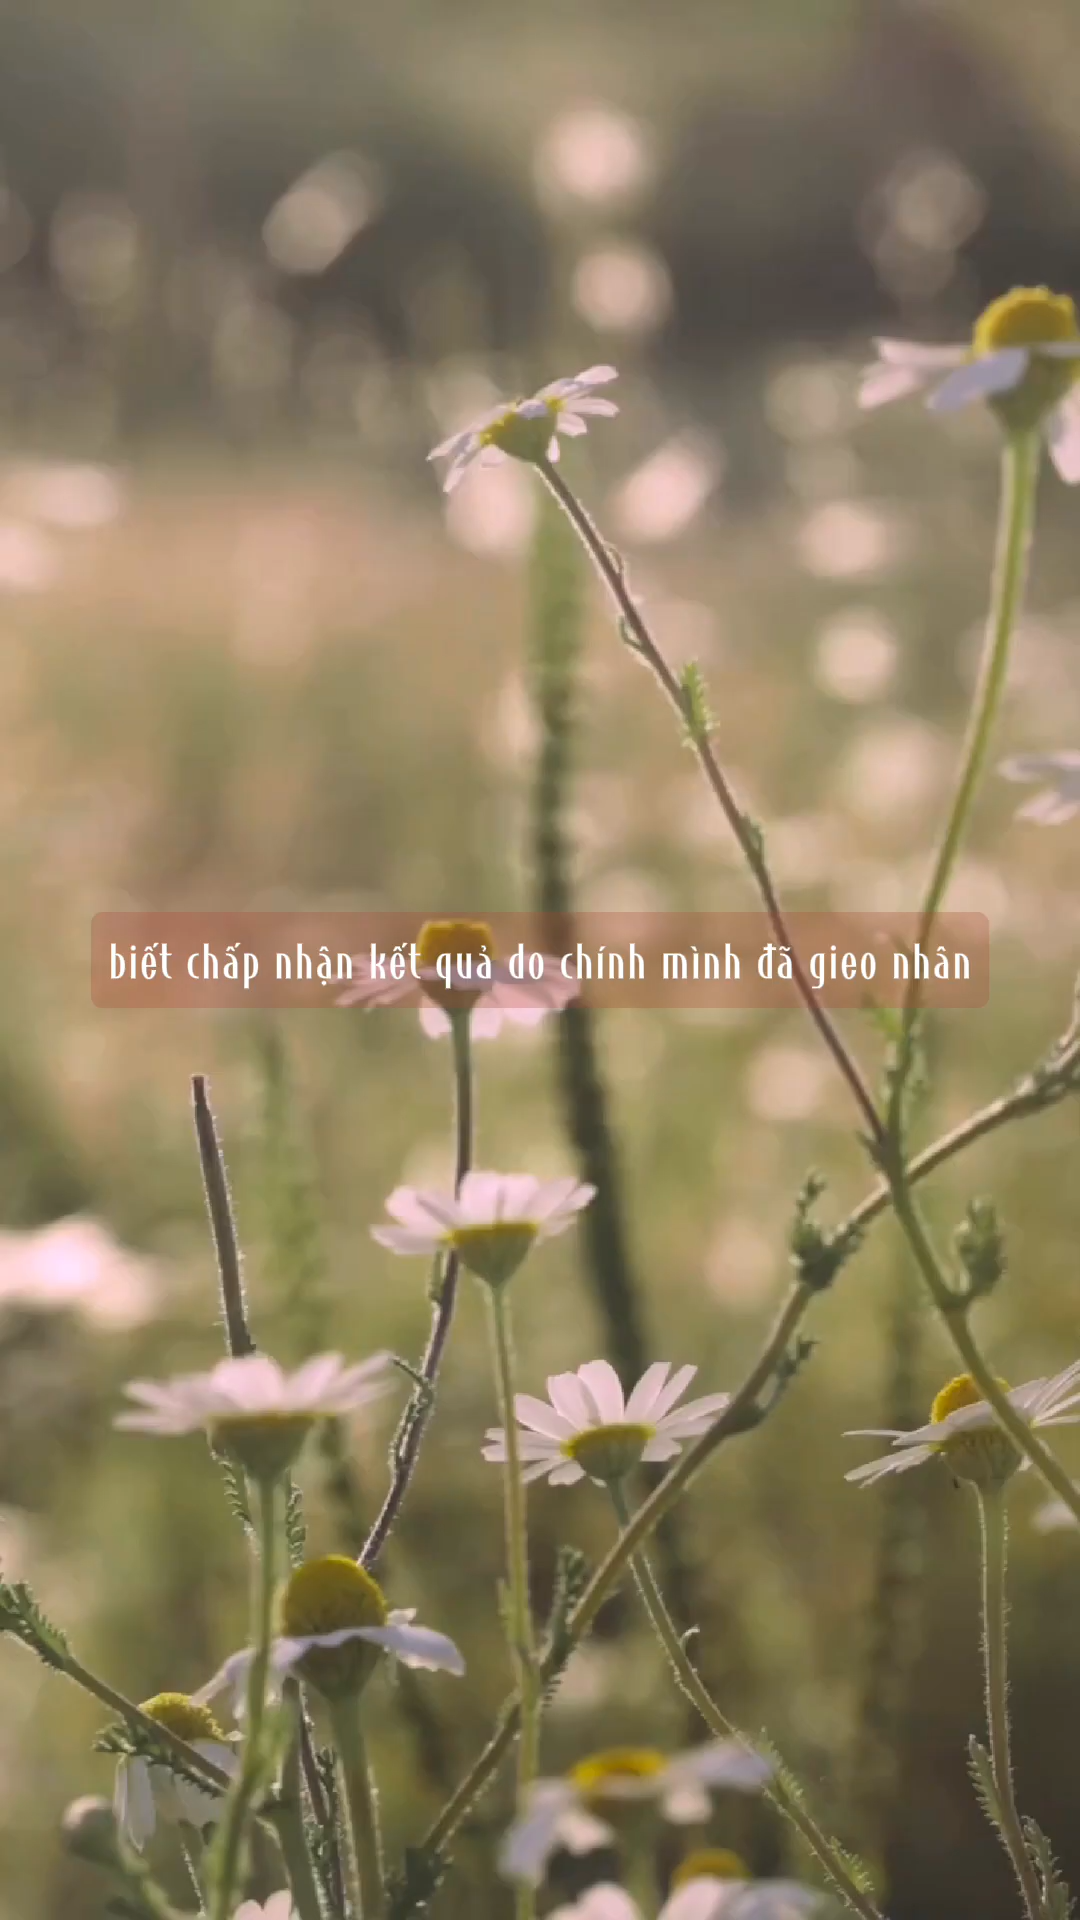 biết chấp nhận kết quả do chính mình đã gieo nhân